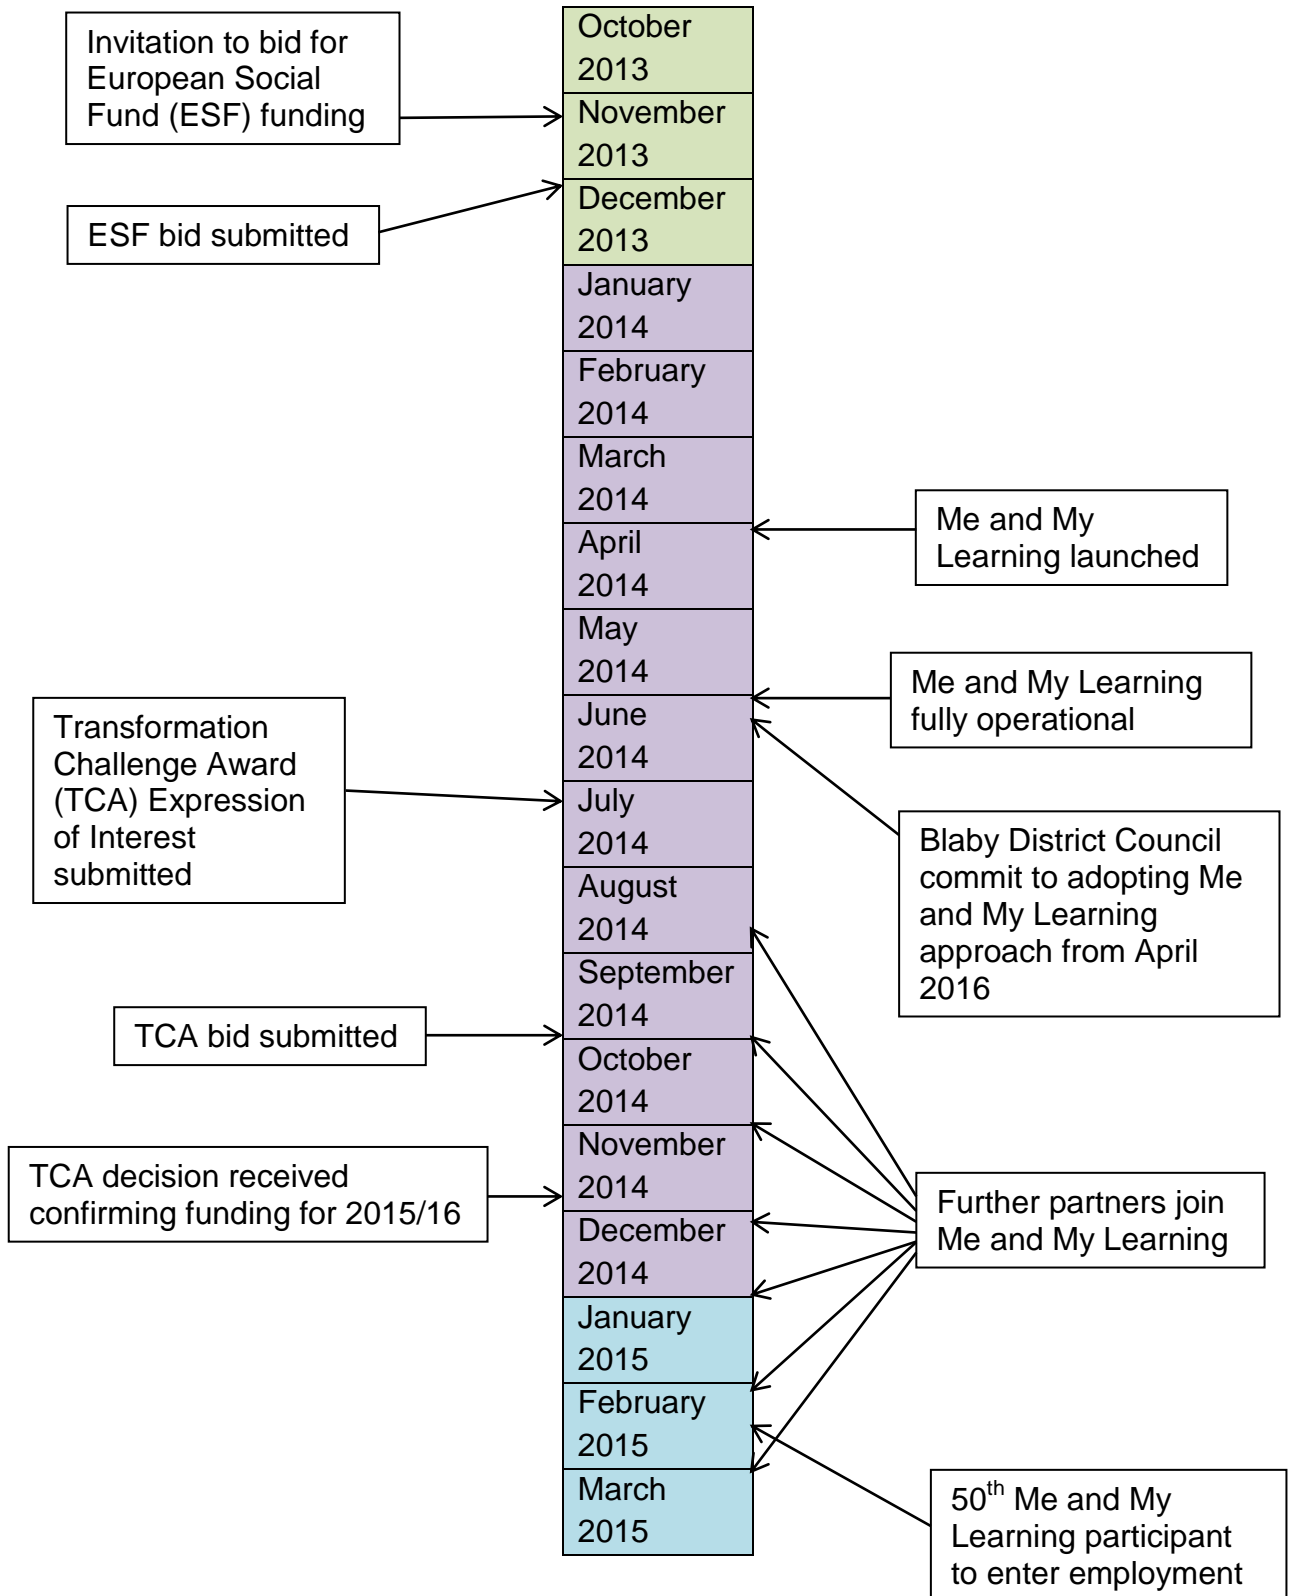 Invitation to bid for
European Social
Fund (ESF) funding
ESF bid submitted
Transformation
Challenge Award
(TCA) Expression
of Interest
submitted
TCA bid submitted
TCA decision received
confirming funding for 2015/16
October
2013
November
2013
December
2013
January
2014
February
2014
March
2014
April
2014
May
2014
June
2014
July
2014
August
2014
September
2014
October
2014
November
2014
December
2014
January
2015
February
2015
March
2015
Me and My
Learning launched
Me and My Learning
fully operational
Blaby District Council
commit to adopting Me
and My Learning
approach from April
2016
Further partners join
Me and My Learning
50th Me and My
Learning participant
to enter employment